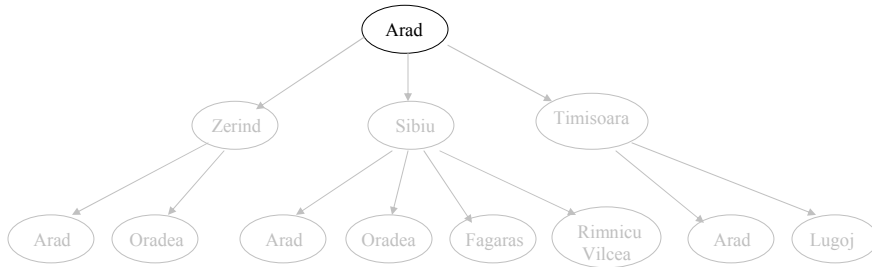 Arad
Zerind
Sibiu
Timisoara
Arad
Oradea
Arad
Oradea
Fagaras
Rimnicu
Vilcea
Arad
Lugoj